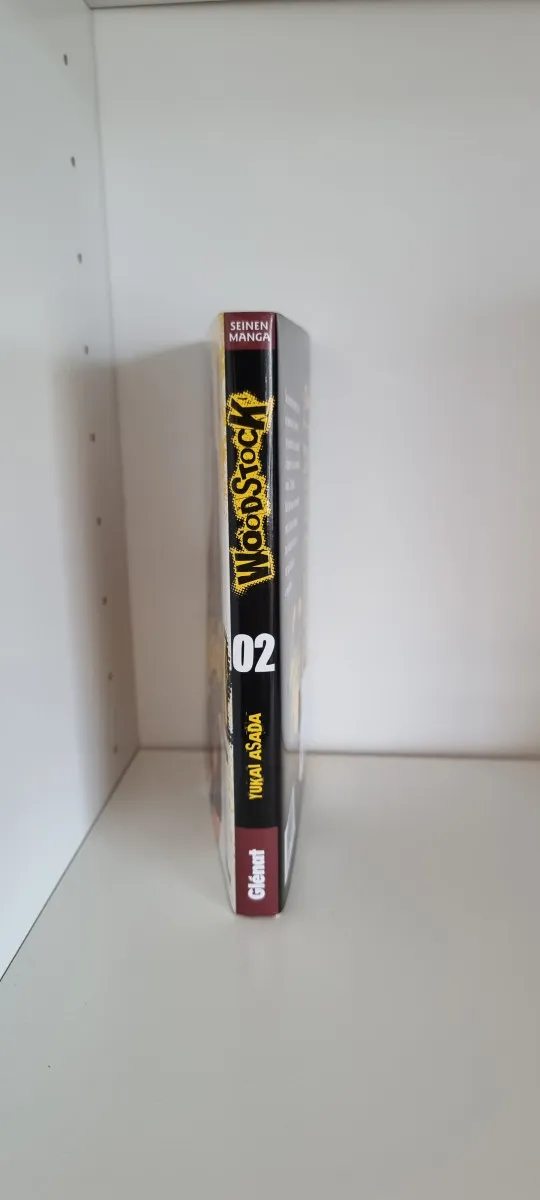 SEINEN
MANGA
WOODSTOCK
02
YUKAI ASADA
Glénat